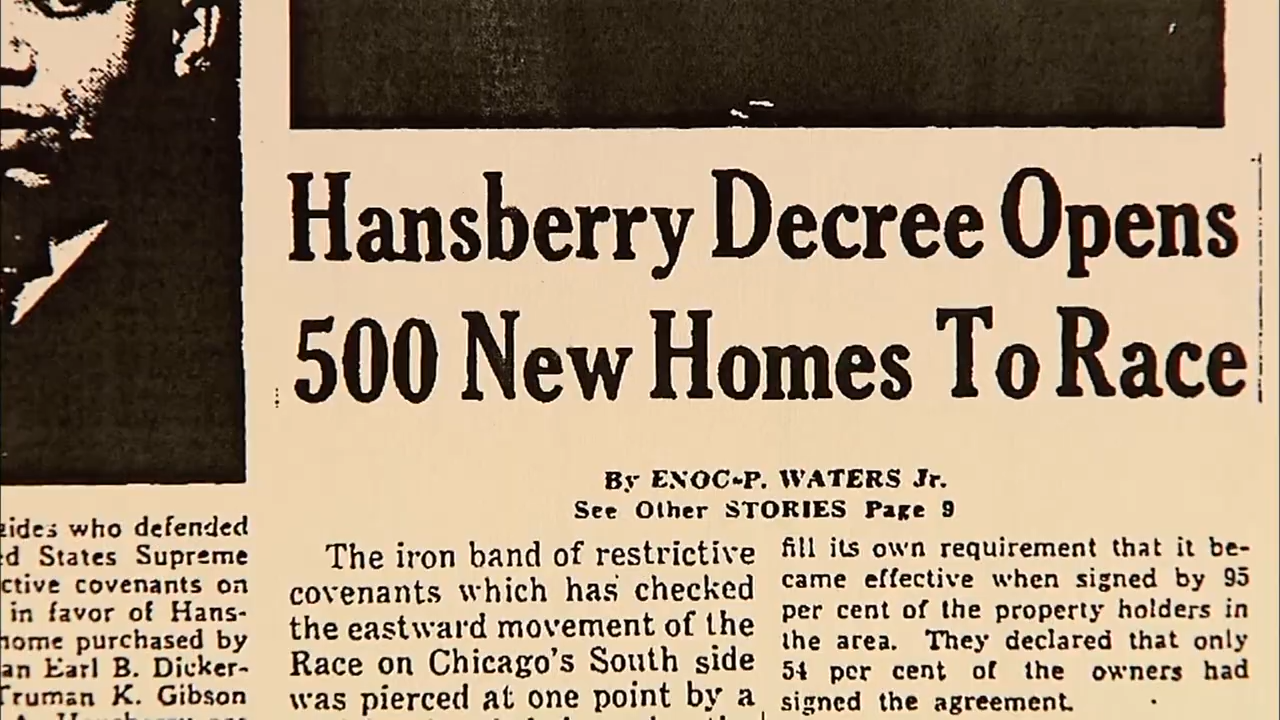 Hansberry Decree Opens
500 New Homes To Race
By ENOC P. WATERS Jr.
See Other STORIES Page 9
sides who defended
ed States Supreme
ctive covenants on
in favor of Hans-
home purchased by
an Earl B. Dicker-
Truman K. Gibson
The iron band of restrictive
covenants which has checked
the eastward movement of the
Race on Chicago's South side
was pierced at one point by a
fill its own requirement that it be-
came effective when signed by 95
per cent of the property holders in
the area. They declared that only
54 per cent of the owners had
signed the agreement.